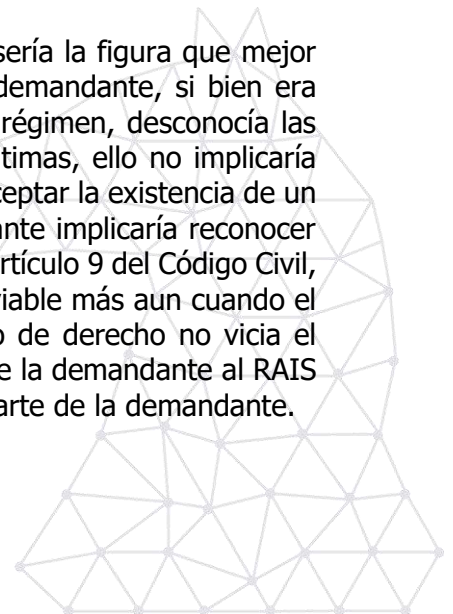 sería la figura que mejor
demandante, si bien era
régimen, desconocía las
timas, ello no implicaría
ceptar la existencia de un
ante implicaría reconocer
rtículo 9 del Código Civil,
viable más aun cuando el
o de derecho no vicia el
e la demandante al RAIS
arte de la demandante.